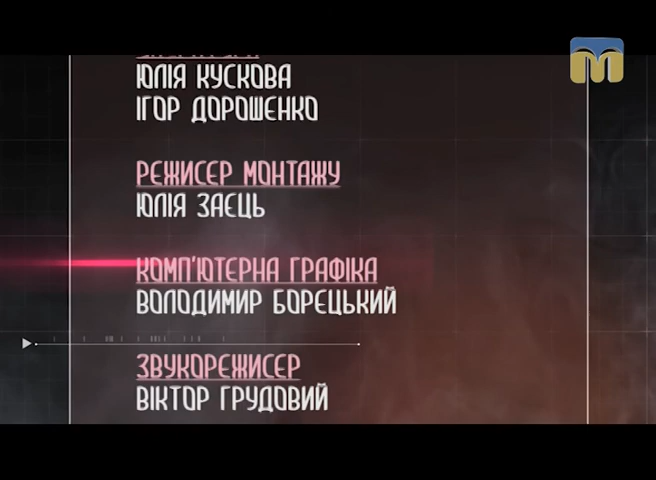 ЮЛІЯ КУСКОВА
ІГОР ДОРОШЕНКО
РЕЖИСЕР МОНТАЖУ
ЮЛІЯ ЗАЄЦЬ
КОМП'ЮТЕРНА ГРАФІКА
ВОЛОДИМИР БОРЕЦЬКИЙ
ЗВУКОРЕЖИСЕР
ВІКТОР ГРУДОВИЙ